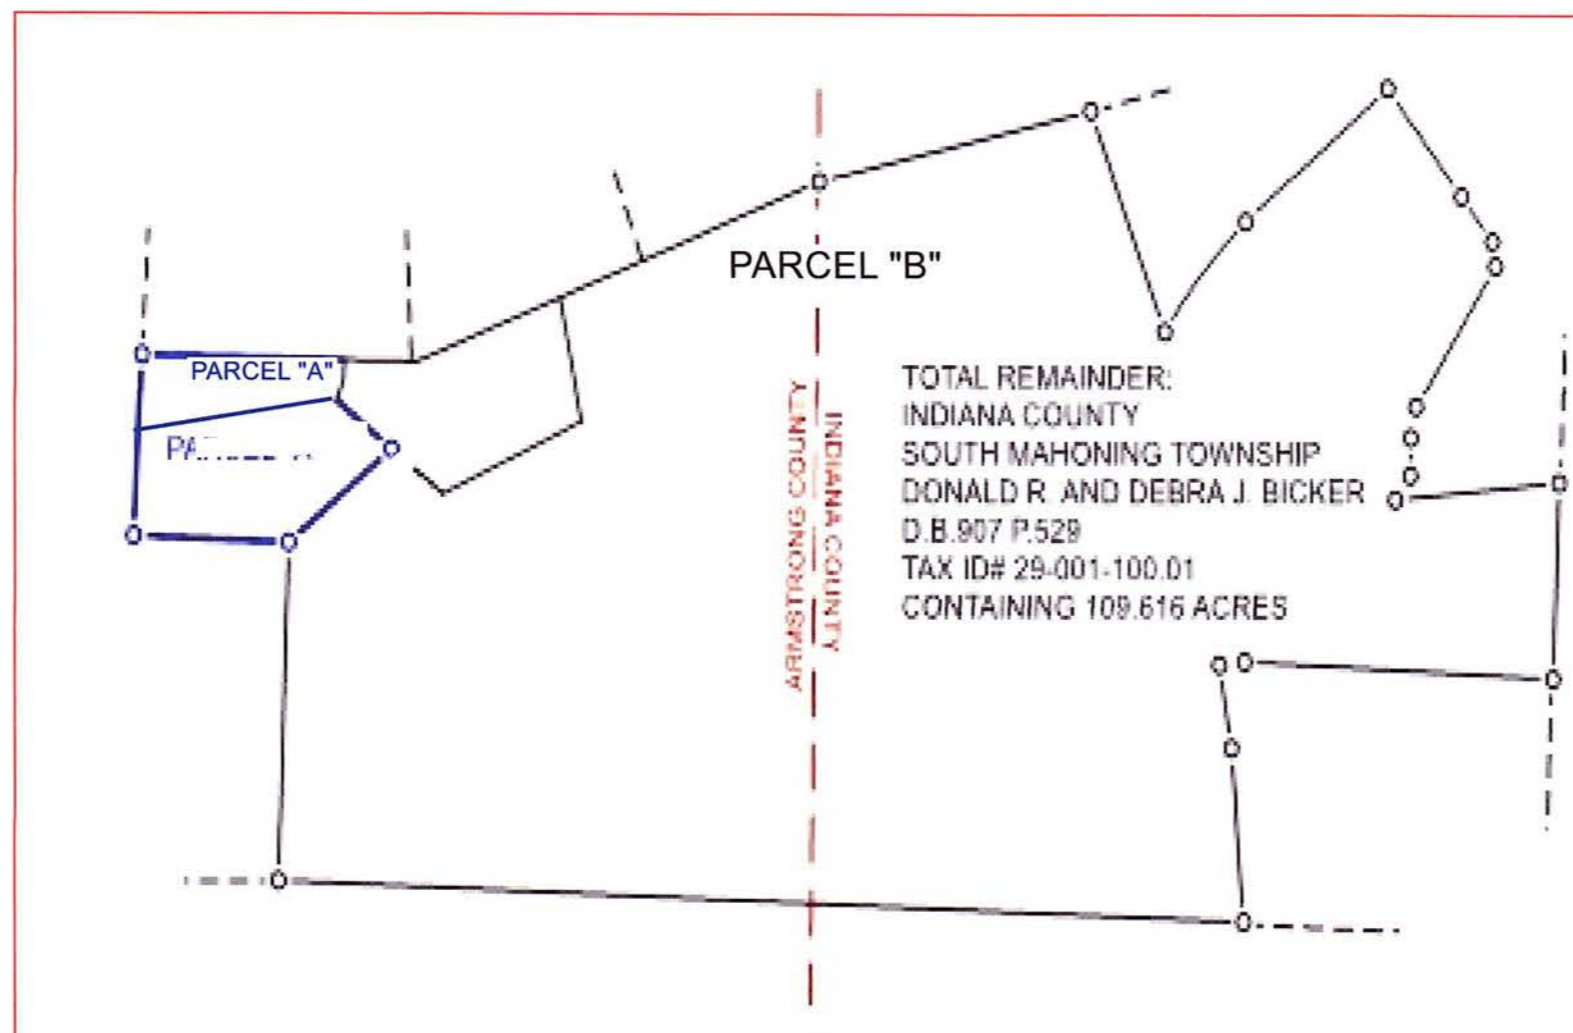 PARCEL "B"
PARCEL "A"
ARMSTRONG COUNTY
INDIANA COUNTY
TOTAL REMAINDER:
INDIANA COUNTY
SOUTH MAHONING TOWNSHIP
DONALD R. AND DEBRA J. BICKER
D.B.907 P.529
TAX ID# 29-001-100.01
CONTAINING 109.616 ACRES